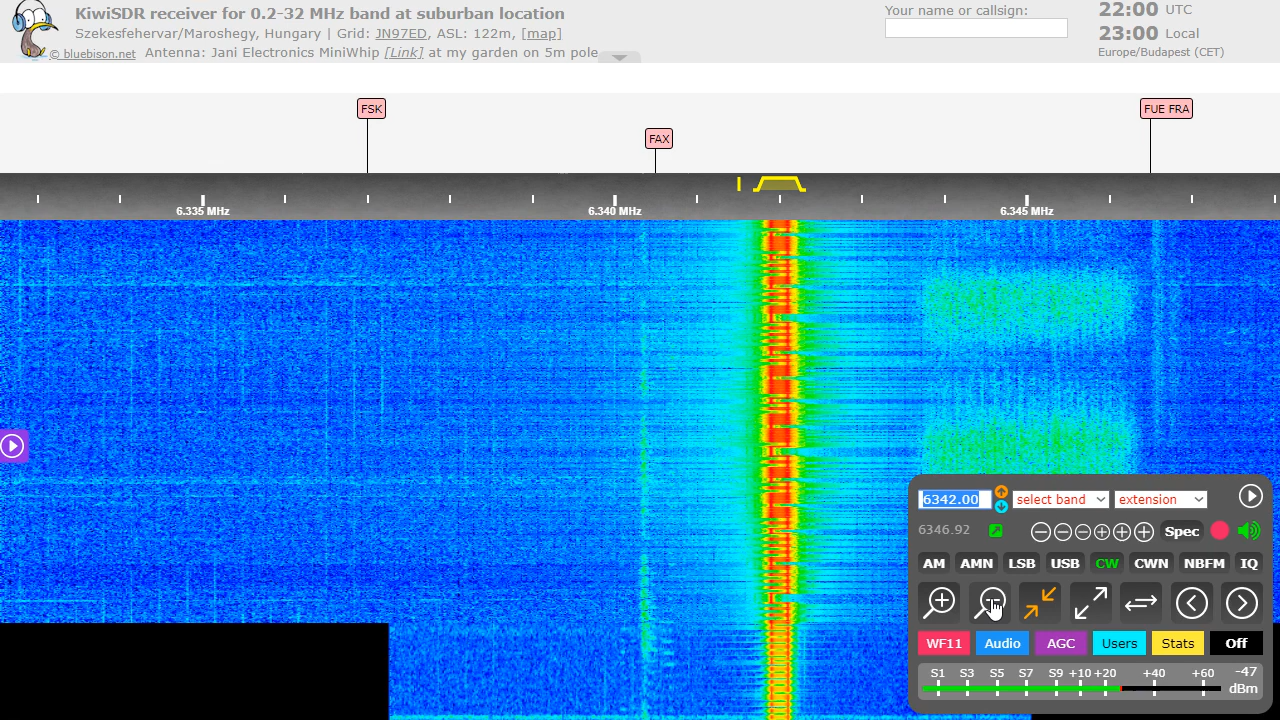 KiwiSDR receiver for 0.2-32 MHz band at suburban location
Szekesfehervar/Maroshegy, Hungary | Grid: JN97ED, ASL: 122m, [map]
© bluebison.net Antenna: Jani Electronics MiniWhip [Link] at my garden on 5m pole
Your name or callsign:
22:00 UTC
23:00 Local
Europe/Budapest (CET)
FSK
FAX
FUE FRA
6.335 MHz
6.340 MHz
6.345 MHz
6342.00 select band extension
6346.92 Spec
AM AMN LSB USB CW CWN NBFM IQ
WF11 Audio AGC Users Stats Off
S1 S3 S5 S7 S9 +10 +20 +40 +60 -47
dBm